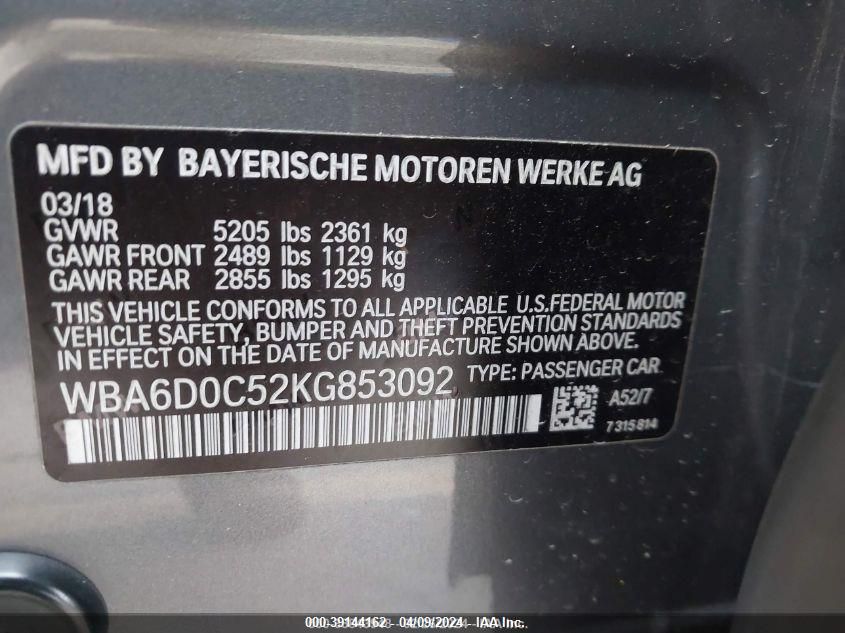 MFD BY BAYERISCHE MOTOREN WERKE AG
03/18
GVWR 5205 lbs 2361 kg
GAWR FRONT 2489 lbs 1129 kg
GAWR REAR 2855 lbs 1295 kg
THIS VEHICLE CONFORMS TO ALL APPLICABLE U.S.FEDERAL MOTOR
VEHICLE SAFETY, BUMPER AND THEFT PREVENTION STANDARDS
IN EFFECT ON THE DATE OF MANUFACTURE SHOWN ABOVE.
WBA6D0C52KG853092 TYPE: PASSENGER CAR
A52/7
7 315 814
000-39144162 - 04/09/2024 - IAA Inc.